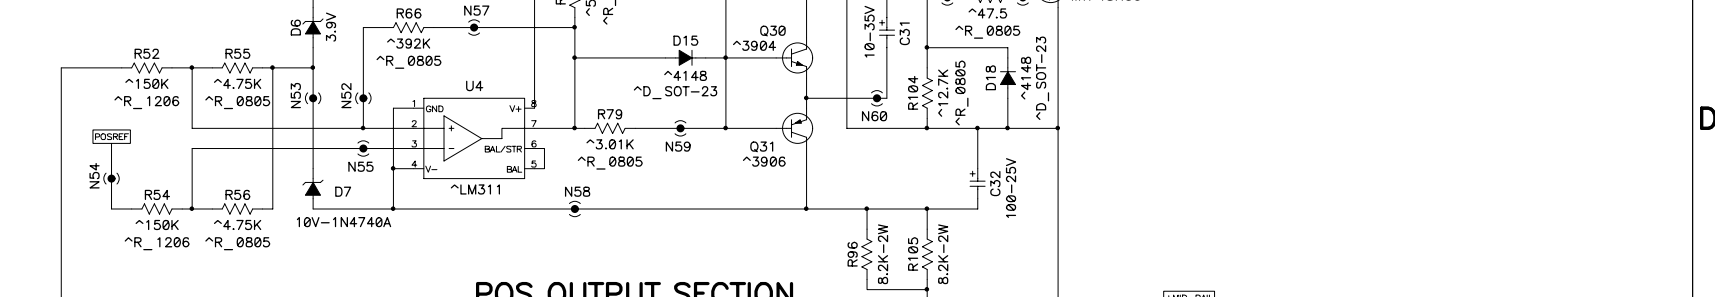 R66
^392K
^R_0805
N57
D6
3.9V
R52
^150K
^R_1206
R55
^4.75K
^R_0805
N53
N52
U4
1
GND
V+
8
2
+
7
3
-
BAL/STR
6
4
V-
BAL
5
^LM311
D15
^4148
^D_SOT-23
Q30
^3904
R79
^3.01K
^R_0805
N59
Q31
^3906
N60
10-35V
C31
+
^47.5
^R_0805
R104
^12.7K
^R_0805
D18
^4148
^D_SOT-23
D
POSREF
N54
N55
R54
^150K
^R_1206
R56
^4.75K
^R_0805
D7
10V-1N4740A
N58
+
C32
100-25V
R96
8.2K-2W
R105
8.2K-2W
POS OUTPUT SECTION